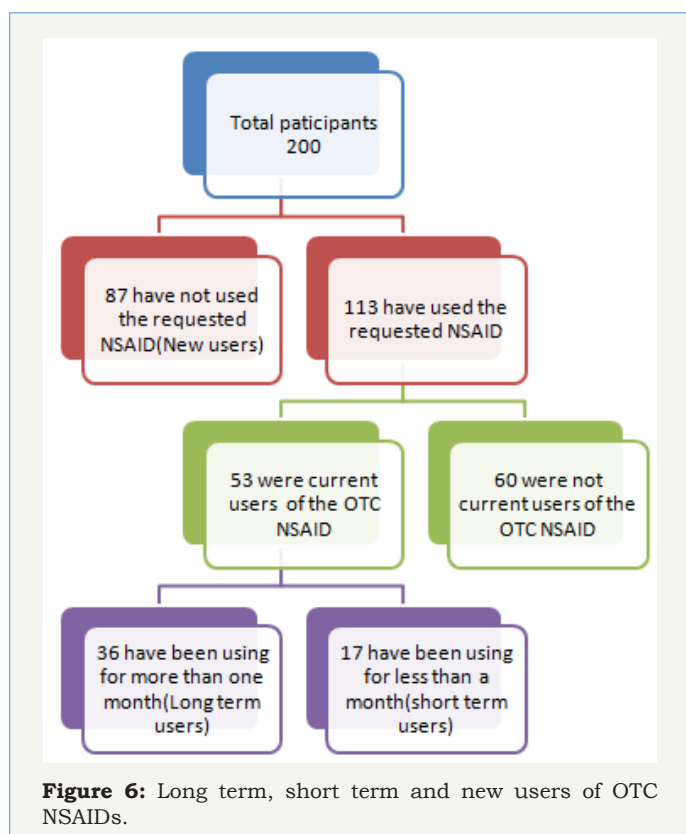 Total paticipants
200
87 have not used
the requested
NSAID(New users)
113 have used the
requested NSAID
53 were current
users of the OTC
NSAID
60 were not
current users of the
OTC NSAID
36 have been using
for more than one
month(Long term
users)
17 have been using
for less than a
month(short term
users)
Figure 6: Long term, short term and new users of OTC
NSAIDs.